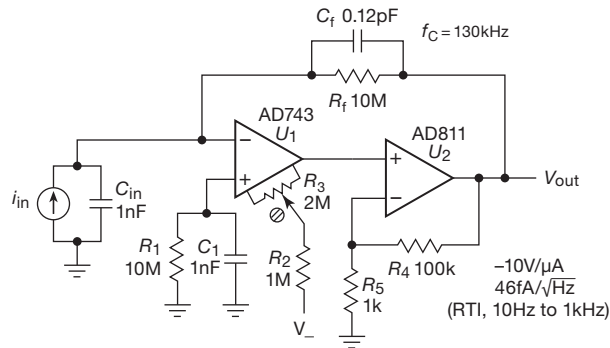 Cf 0.12pF
fC = 130kHz
Rf 10M
AD743
U1
AD811
U2
−
+
+
−
iin
Cin
1nF
R3
2M
Vout
R1
10M
C1
1nF
R2
1M
V−
R4 100k
R5
1k
–10V/μA
46fA/√Hz
(RTI, 10Hz to 1kHz)